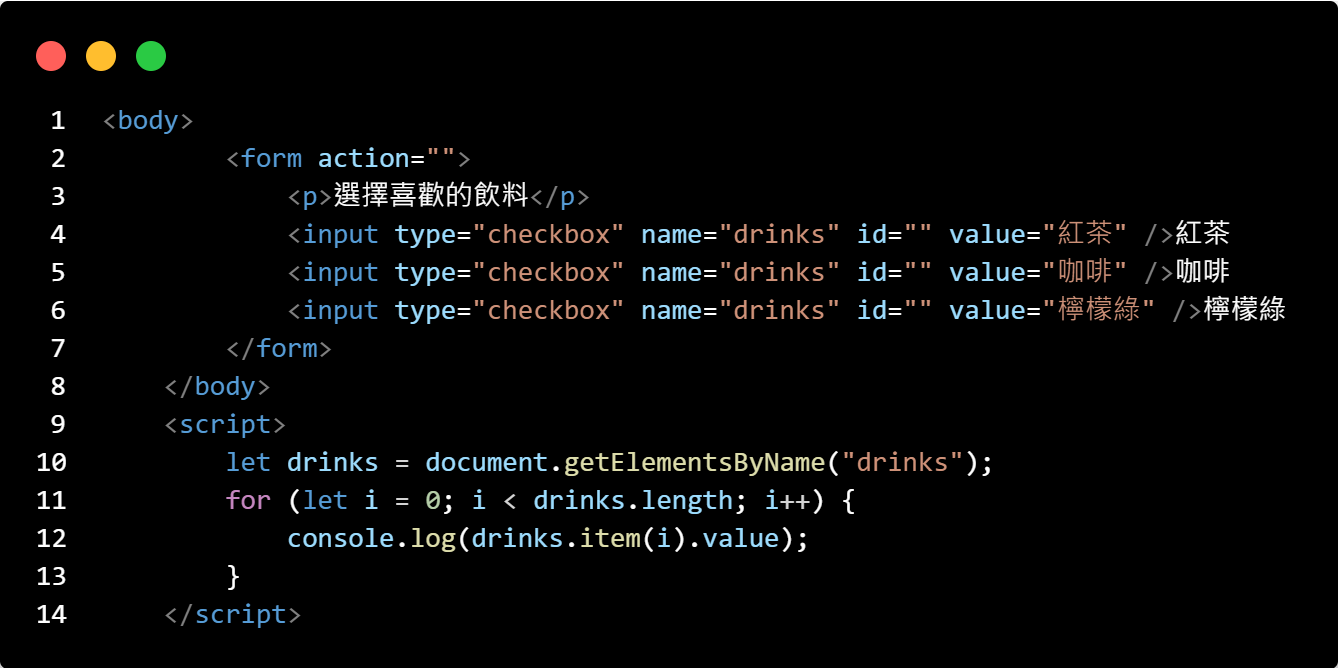 1 <body>
2 <form action="">
3 <p>選擇喜歡的飲料</p>
4 <input type="checkbox" name="drinks" id="" value="紅茶" />紅茶
5 <input type="checkbox" name="drinks" id="" value="咖啡" />咖啡
6 <input type="checkbox" name="drinks" id="" value="檸檬綠" />檸檬綠
7 </form>
8 </body>
9 <script>
10 let drinks = document.getElementsByName("drinks");
11 for (let i = 0; i < drinks.length; i++) {
12 console.log(drinks.item(i).value);
13 }
14 </script>